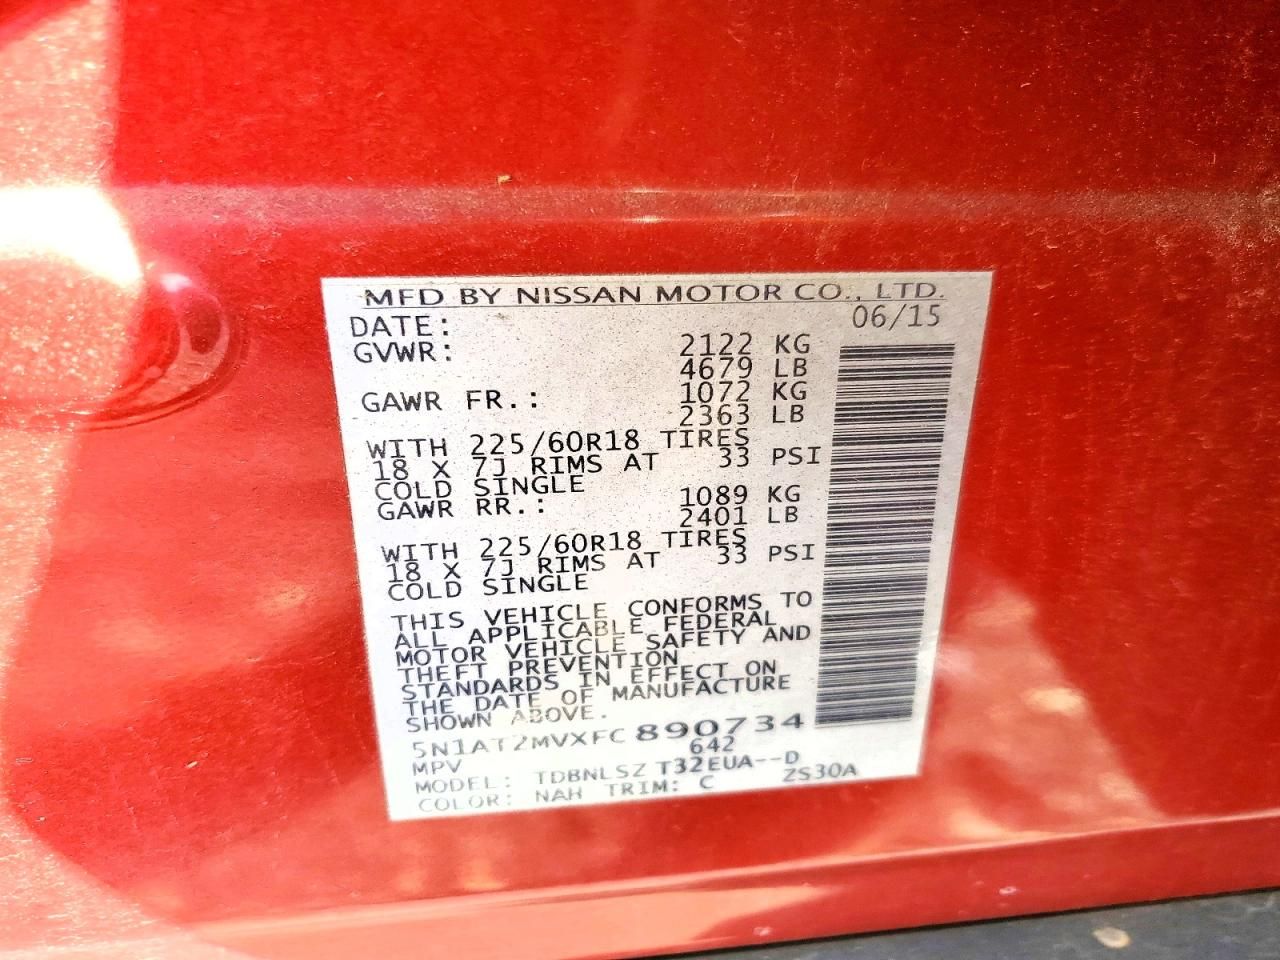 MFD BY NISSAN MOTOR CO., LTD.
DATE: 06/15
GVWR: 2122 KG
4679 LB
GAWR FR.: 1072 KG
2363 LB
WITH 225/60R18 TIRES
18 X 7J RIMS AT 33 PSI
COLD SINGLE
GAWR RR.: 1089 KG
2401 LB
WITH 225/60R18 TIRES
18 X 7J RIMS AT 33 PSI
COLD SINGLE
THIS VEHICLE CONFORMS TO
ALL APPLICABLE FEDERAL
MOTOR VEHICLE SAFETY AND
THEFT PREVENTION
STANDARDS IN EFFECT ON
THE DATE OF MANUFACTURE
SHOWN ABOVE.
5N1AT2MVXFC890734
MPV 642
MODEL: TDBNLSZ T32EUA--D
COLOR: NAH TRIM: C ZS30A